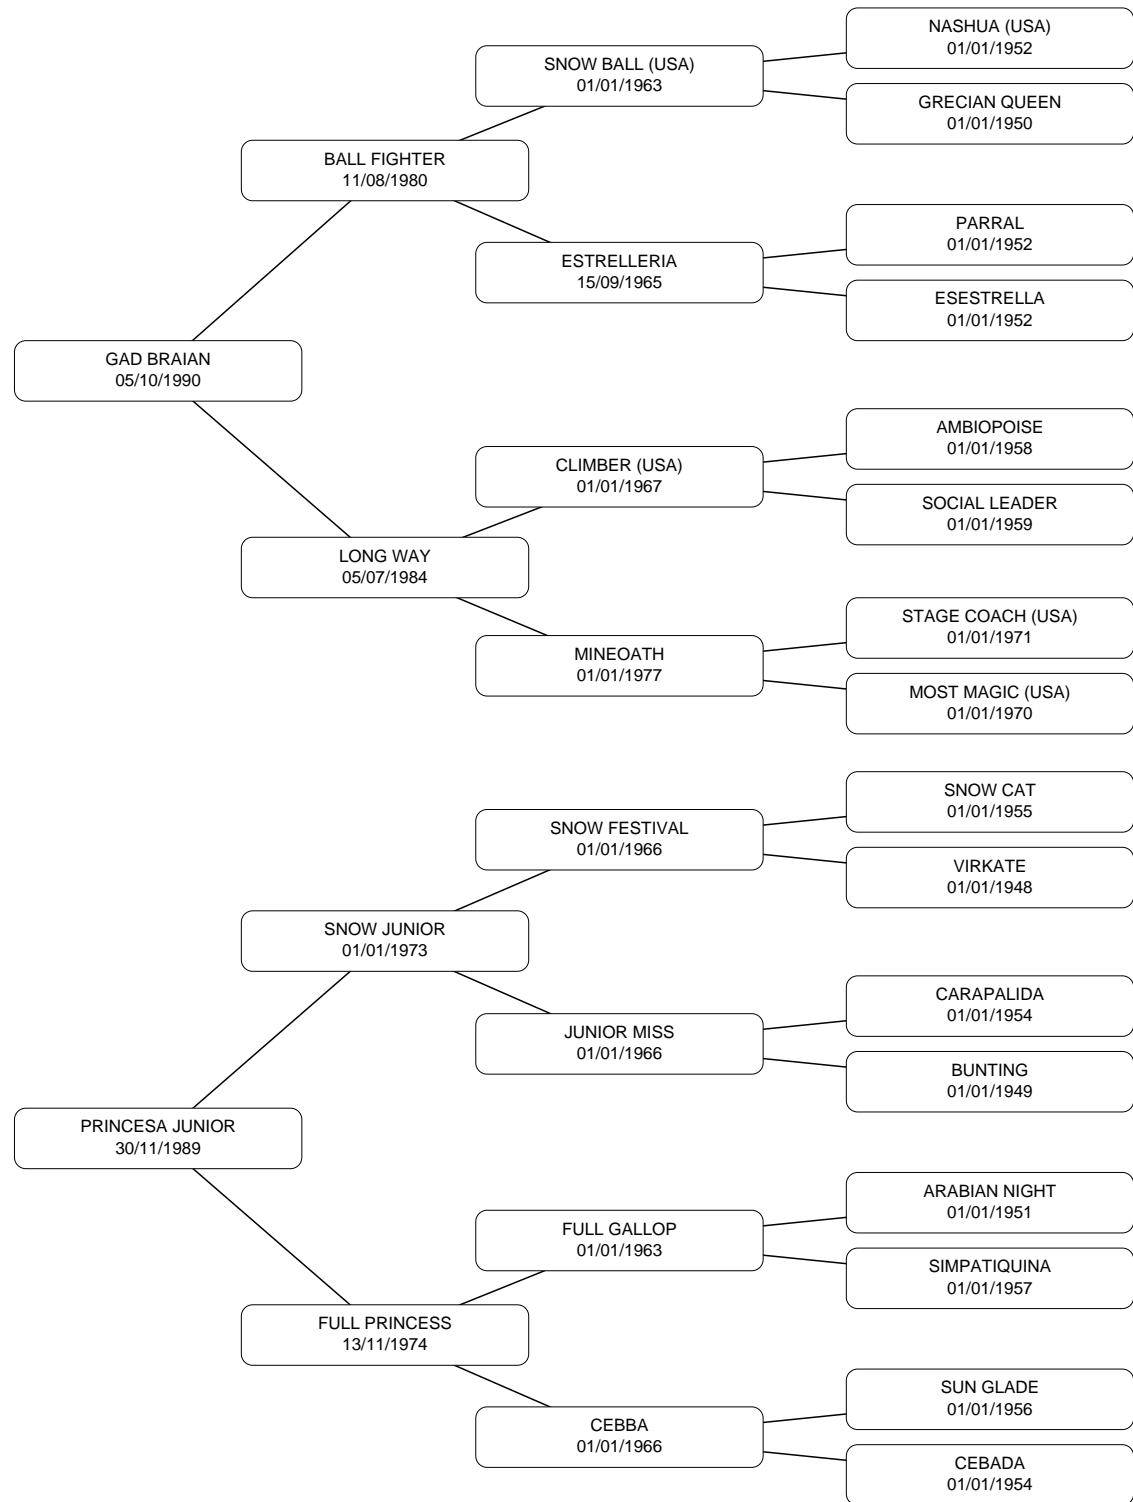 NASHUA (USA)
01/01/1952
SNOW BALL (USA)
01/01/1963
GRECIAN QUEEN
01/01/1950
BALL FIGHTER
11/08/1980
PARRAL
01/01/1952
ESTRELLERIA
15/09/1965
ESESTRELLA
01/01/1952
GAD BRAIAN
05/10/1990
AMBIOPOISE
01/01/1958
CLIMBER (USA)
01/01/1967
SOCIAL LEADER
01/01/1959
LONG WAY
05/07/1984
STAGE COACH (USA)
01/01/1971
MINEOATH
01/01/1977
MOST MAGIC (USA)
01/01/1970
SNOW CAT
01/01/1955
SNOW FESTIVAL
01/01/1966
VIRKATE
01/01/1948
SNOW JUNIOR
01/01/1973
CARAPALIDA
01/01/1954
JUNIOR MISS
01/01/1966
BUNTING
01/01/1949
PRINCESA JUNIOR
30/11/1989
ARABIAN NIGHT
01/01/1951
FULL GALLOP
01/01/1963
SIMPATIQUINA
01/01/1957
FULL PRINCESS
13/11/1974
SUN GLADE
01/01/1956
CEBBA
01/01/1966
CEBADA
01/01/1954